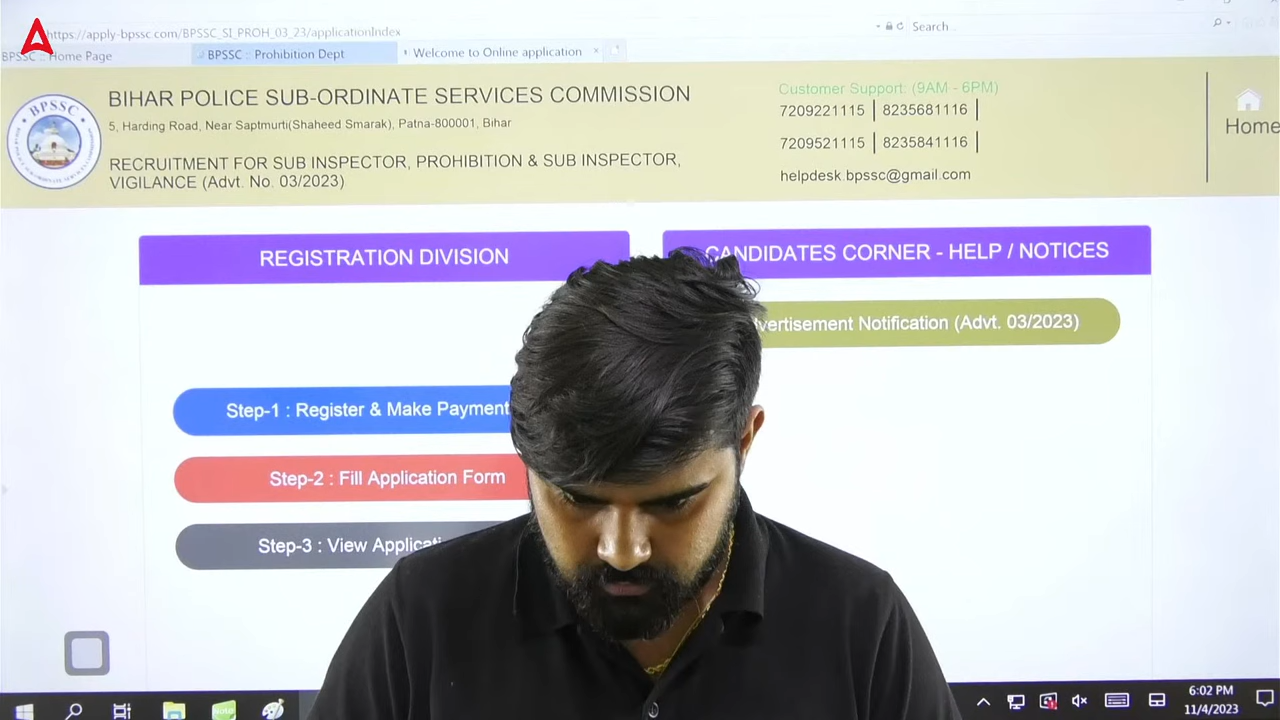 https://apply-bpssc.com/BPSSC_SI_PROH_03_23/applicationIndex
Search...
BPSSC :: Home Page
BPSSC :: Prohibition Dept
Welcome to Online application
BPSSC
BIHAR POLICE SUB-ORDINATE SERVICES COMMISSION
5, Harding Road, Near Saptmurti(Shaheed Smarak), Patna-800001, Bihar
RECRUITMENT FOR SUB INSPECTOR, PROHIBITION & SUB INSPECTOR,
VIGILANCE (Advt. No. 03/2023)
Customer Support: (9AM - 6PM)
7209221115 | 8235681116 |
7209521115 | 8235841116 |
helpdesk.bpssc@gmail.com
Home
REGISTRATION DIVISION
Step-1 : Register & Make Payment
Step-2 : Fill Application Form
Step-3 : View
CANDIDATES CORNER - HELP / NOTICES
Notification (Advt. 03/2023)
6:02 PM
11/4/2023